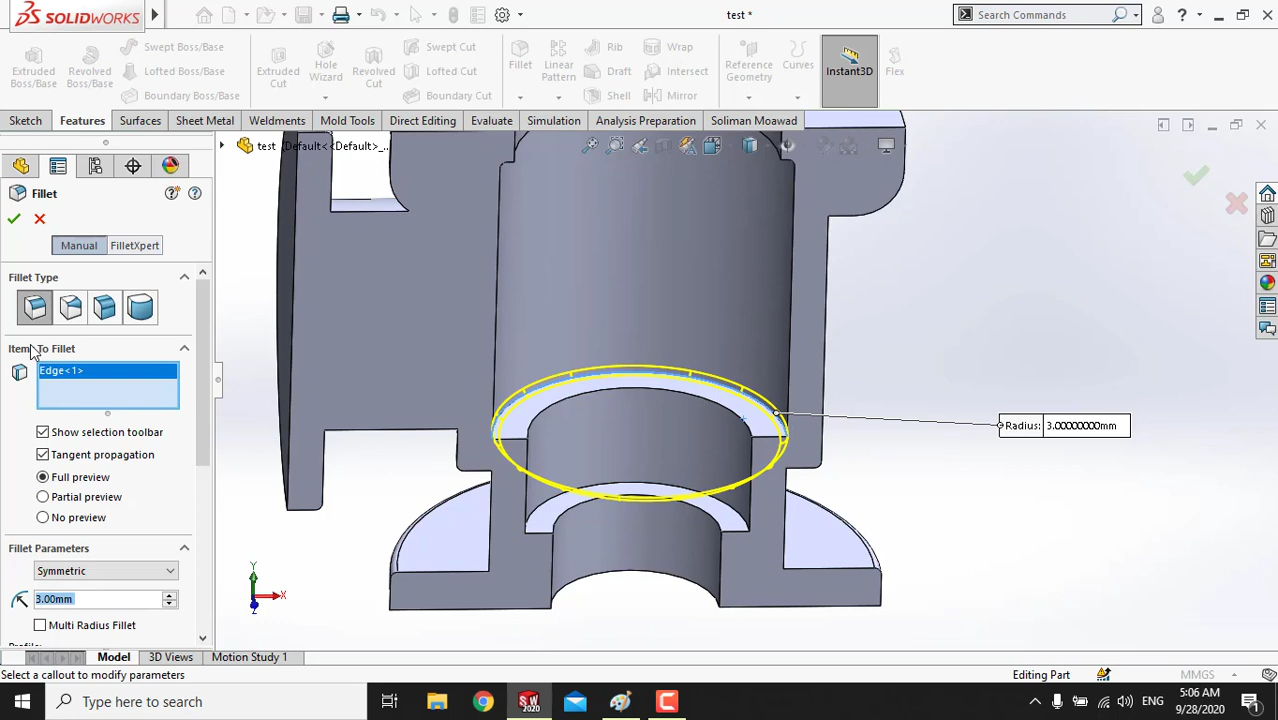 SOLIDWORKS
test *
Search Commands
?
Extruded Boss/Base
Revolved Boss/Base
Swept Boss/Base
Lofted Boss/Base
Boundary Boss/Base
Extruded Cut
Hole Wizard
Revolved Cut
Swept Cut
Lofted Cut
Boundary Cut
Fillet
Linear Pattern
Rib
Draft
Shell
Wrap
Intersect
Mirror
Reference Geometry
Curves
Instant3D
Flex
Sketch
Features
Surfaces
Sheet Metal
Weldments
Mold Tools
Direct Editing
Evaluate
Simulation
Analysis Preparation
Soliman Moawad
test (Default<<Default>_...
Fillet
Manual
FilletXpert
Fillet Type
Items To Fillet
Edge<1>
Show selection toolbar
Tangent propagation
Full preview
Partial preview
No preview
Fillet Parameters
Symmetric
3.00mm
Multi Radius Fillet
Profile:
Radius: 3.00000000mm
Y
X
Z
Model
3D Views
Motion Study 1
Select a callout to modify parameters
Editing Part
MMGS
Type here to search
SW
2020
ENG
5:06 AM
9/28/2020
1